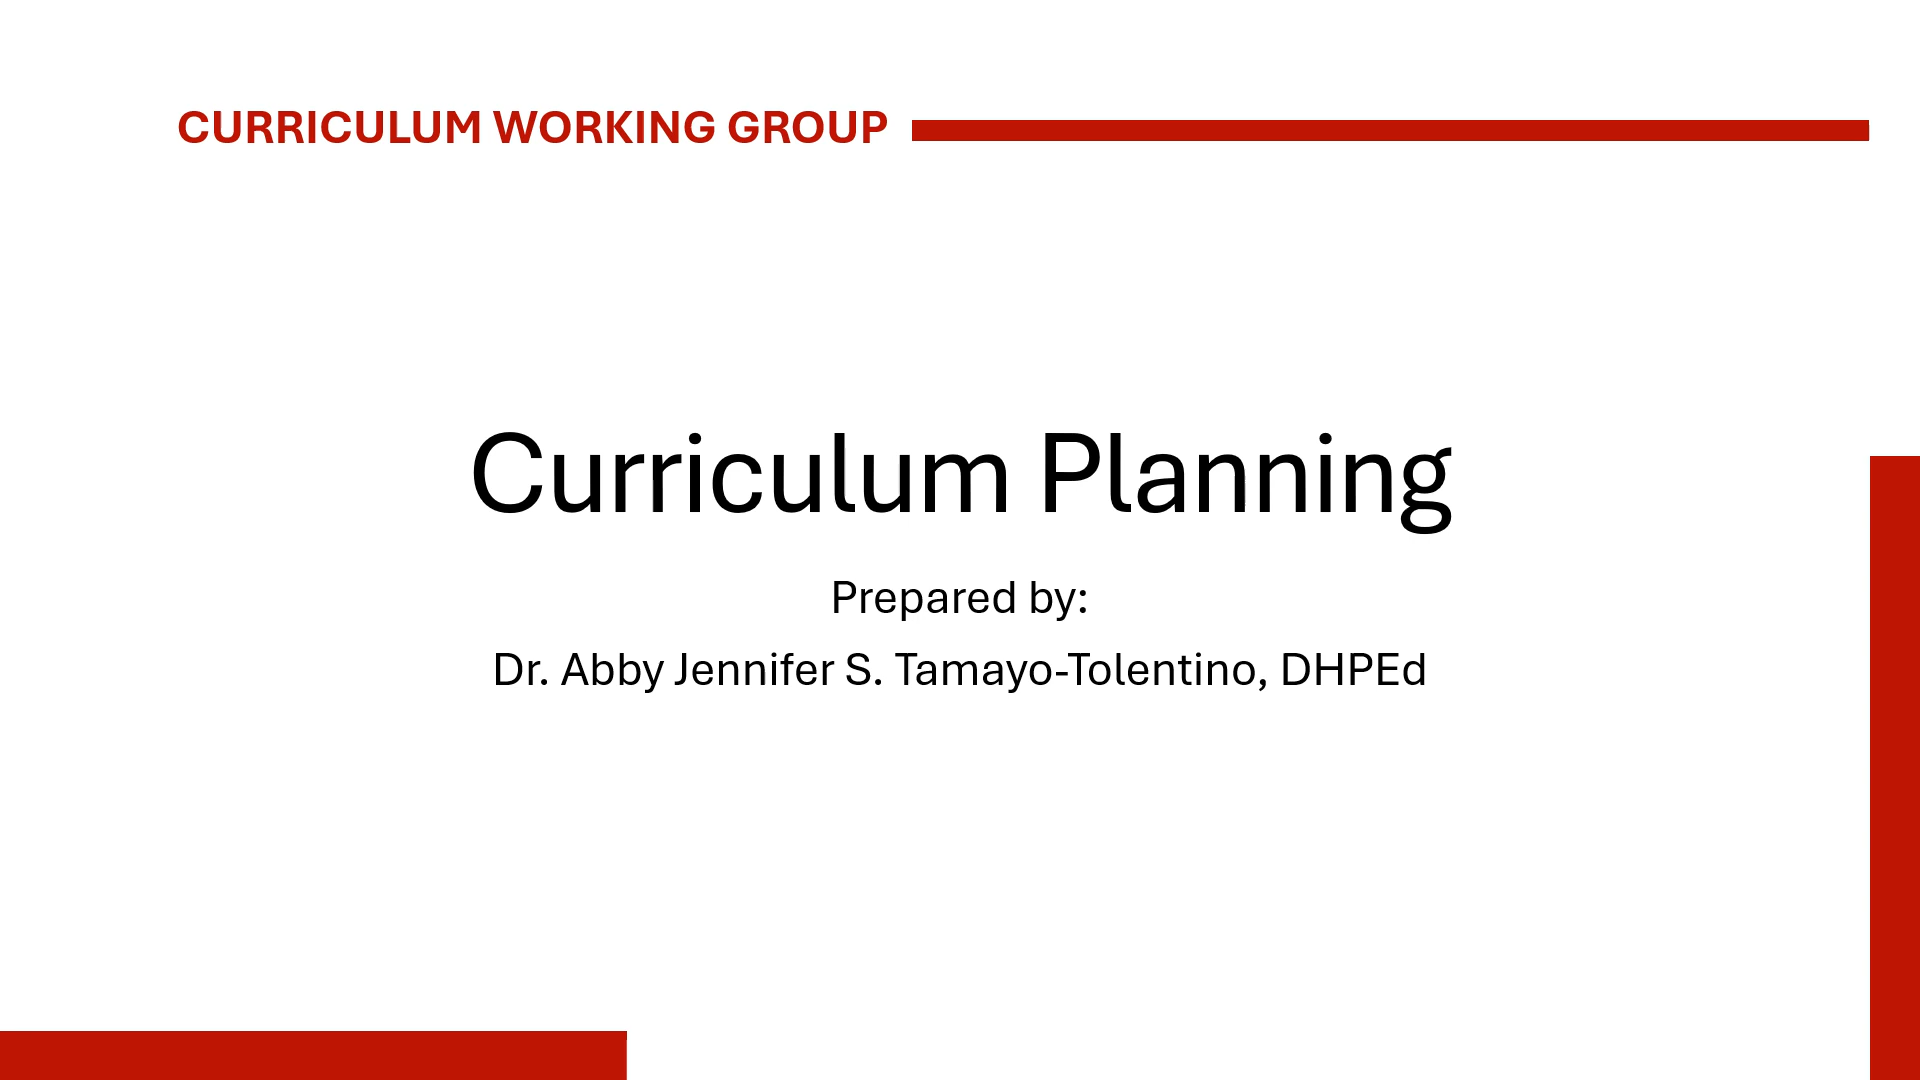 CURRICULUM WORKING GROUP
Curriculum Planning
Prepared by:
Dr. Abby Jennifer S. Tamayo-Tolentino, DHPEd